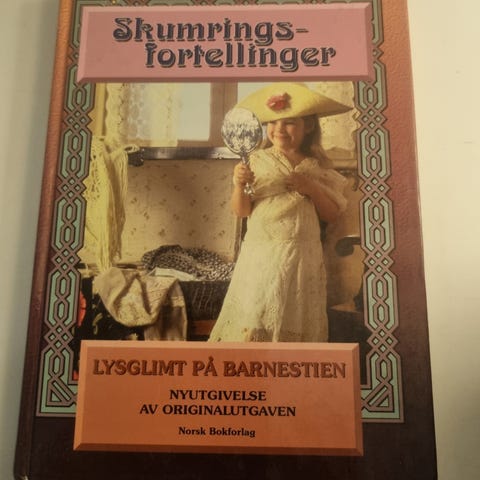 Skumrings-
fortellinger
LYSGLIMT PÅ BARNESTIEN
NYUTGIVELSE
AV ORIGINALUTGAVEN
Norsk Bokforlag